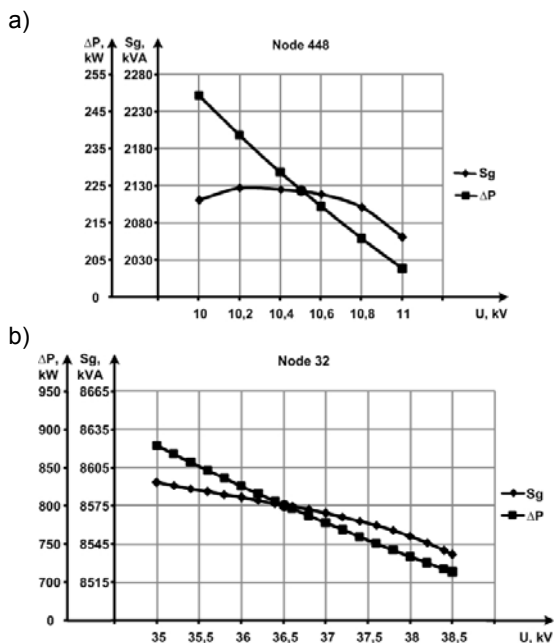 a)
Node 448
ΔP, kW
Sg, kVA
255 2280
245 2230
235 2180
225 2130
215 2080
205 2030
0
10 10,2 10,4 10,6 10,8 11 U, kV
Sg
ΔP
b)
Node 32
ΔP, kW
Sg, kVA
950 8665
900 8635
850 8605
800 8575
750 8545
700 8515
0
35 35,5 36 36,5 37 37,5 38 38,5 U, kV
Sg
ΔP